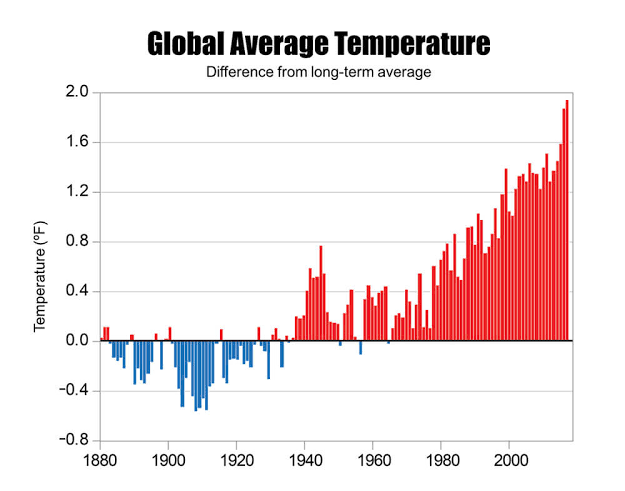 Global Average Temperature
Difference from long-term average
Temperature (ºF)
2.0
1.6
1.2
0.8
0.4
0.0
−0.4
−0.8
1880 1900 1920 1940 1960 1980 2000